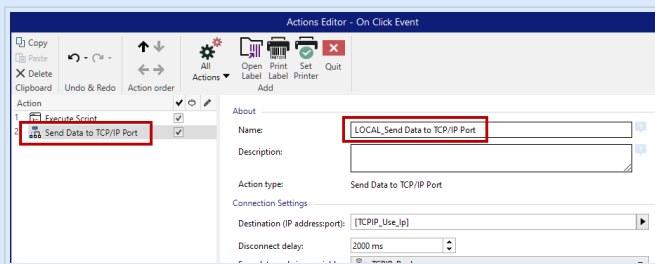 Actions Editor - On Click Event
Copy
Paste
Delete
Clipboard
Undo & Redo
Action order
All Actions
Open Label
Print Label
Set Printer
Quit
Add
Action
1 Execute Script
2 Send Data to TCP/IP Port
About
Name: LOCAL_Send Data to TCP/IP Port
Description:
Action type: Send Data to TCP/IP Port
Connection Settings
Destination (IP address:port): [TCPIP_Use_Ip]
Disconnect delay: 2000 ms